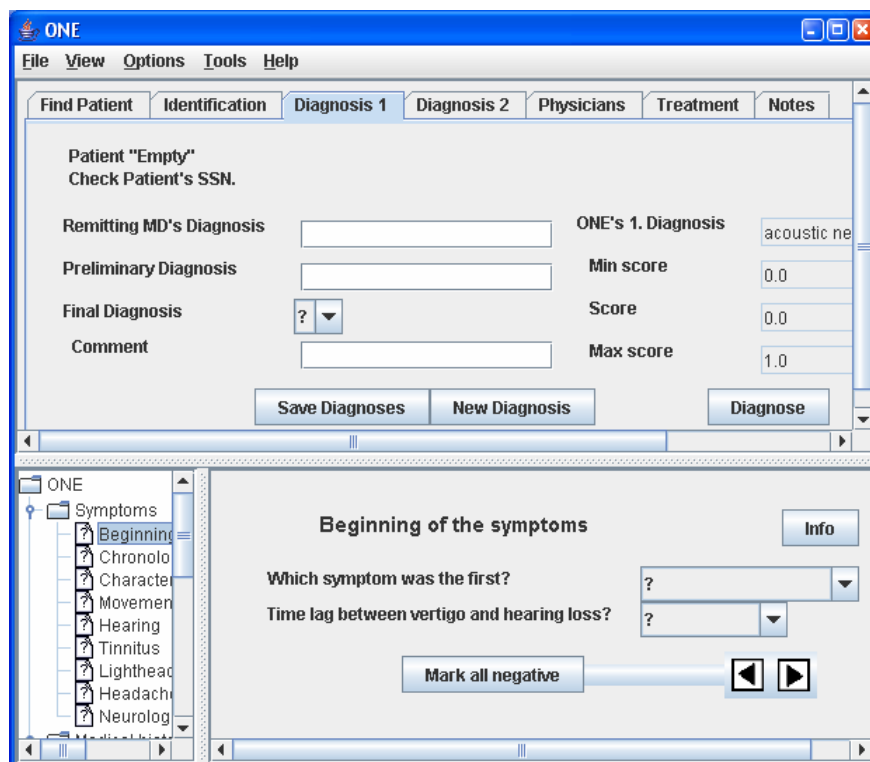 ONE
File View Options Tools Help
Find Patient Identification Diagnosis 1 Diagnosis 2 Physicians Treatment Notes
Patient "Empty"
Check Patient's SSN.
Remitting MD's Diagnosis
ONE's 1. Diagnosis acoustic ne
Preliminary Diagnosis
Min score 0.0
Final Diagnosis ?
Score 0.0
Comment
Max score 1.0
Save Diagnoses New Diagnosis Diagnose
ONE
Symptoms
Beginning
Chronolo
Character
Movemen
Hearing
Tinnitus
Lighthead
Headach
Neurolog
Beginning of the symptoms
Info
Which symptom was the first? ?
Time lag between vertigo and hearing loss? ?
Mark all negative